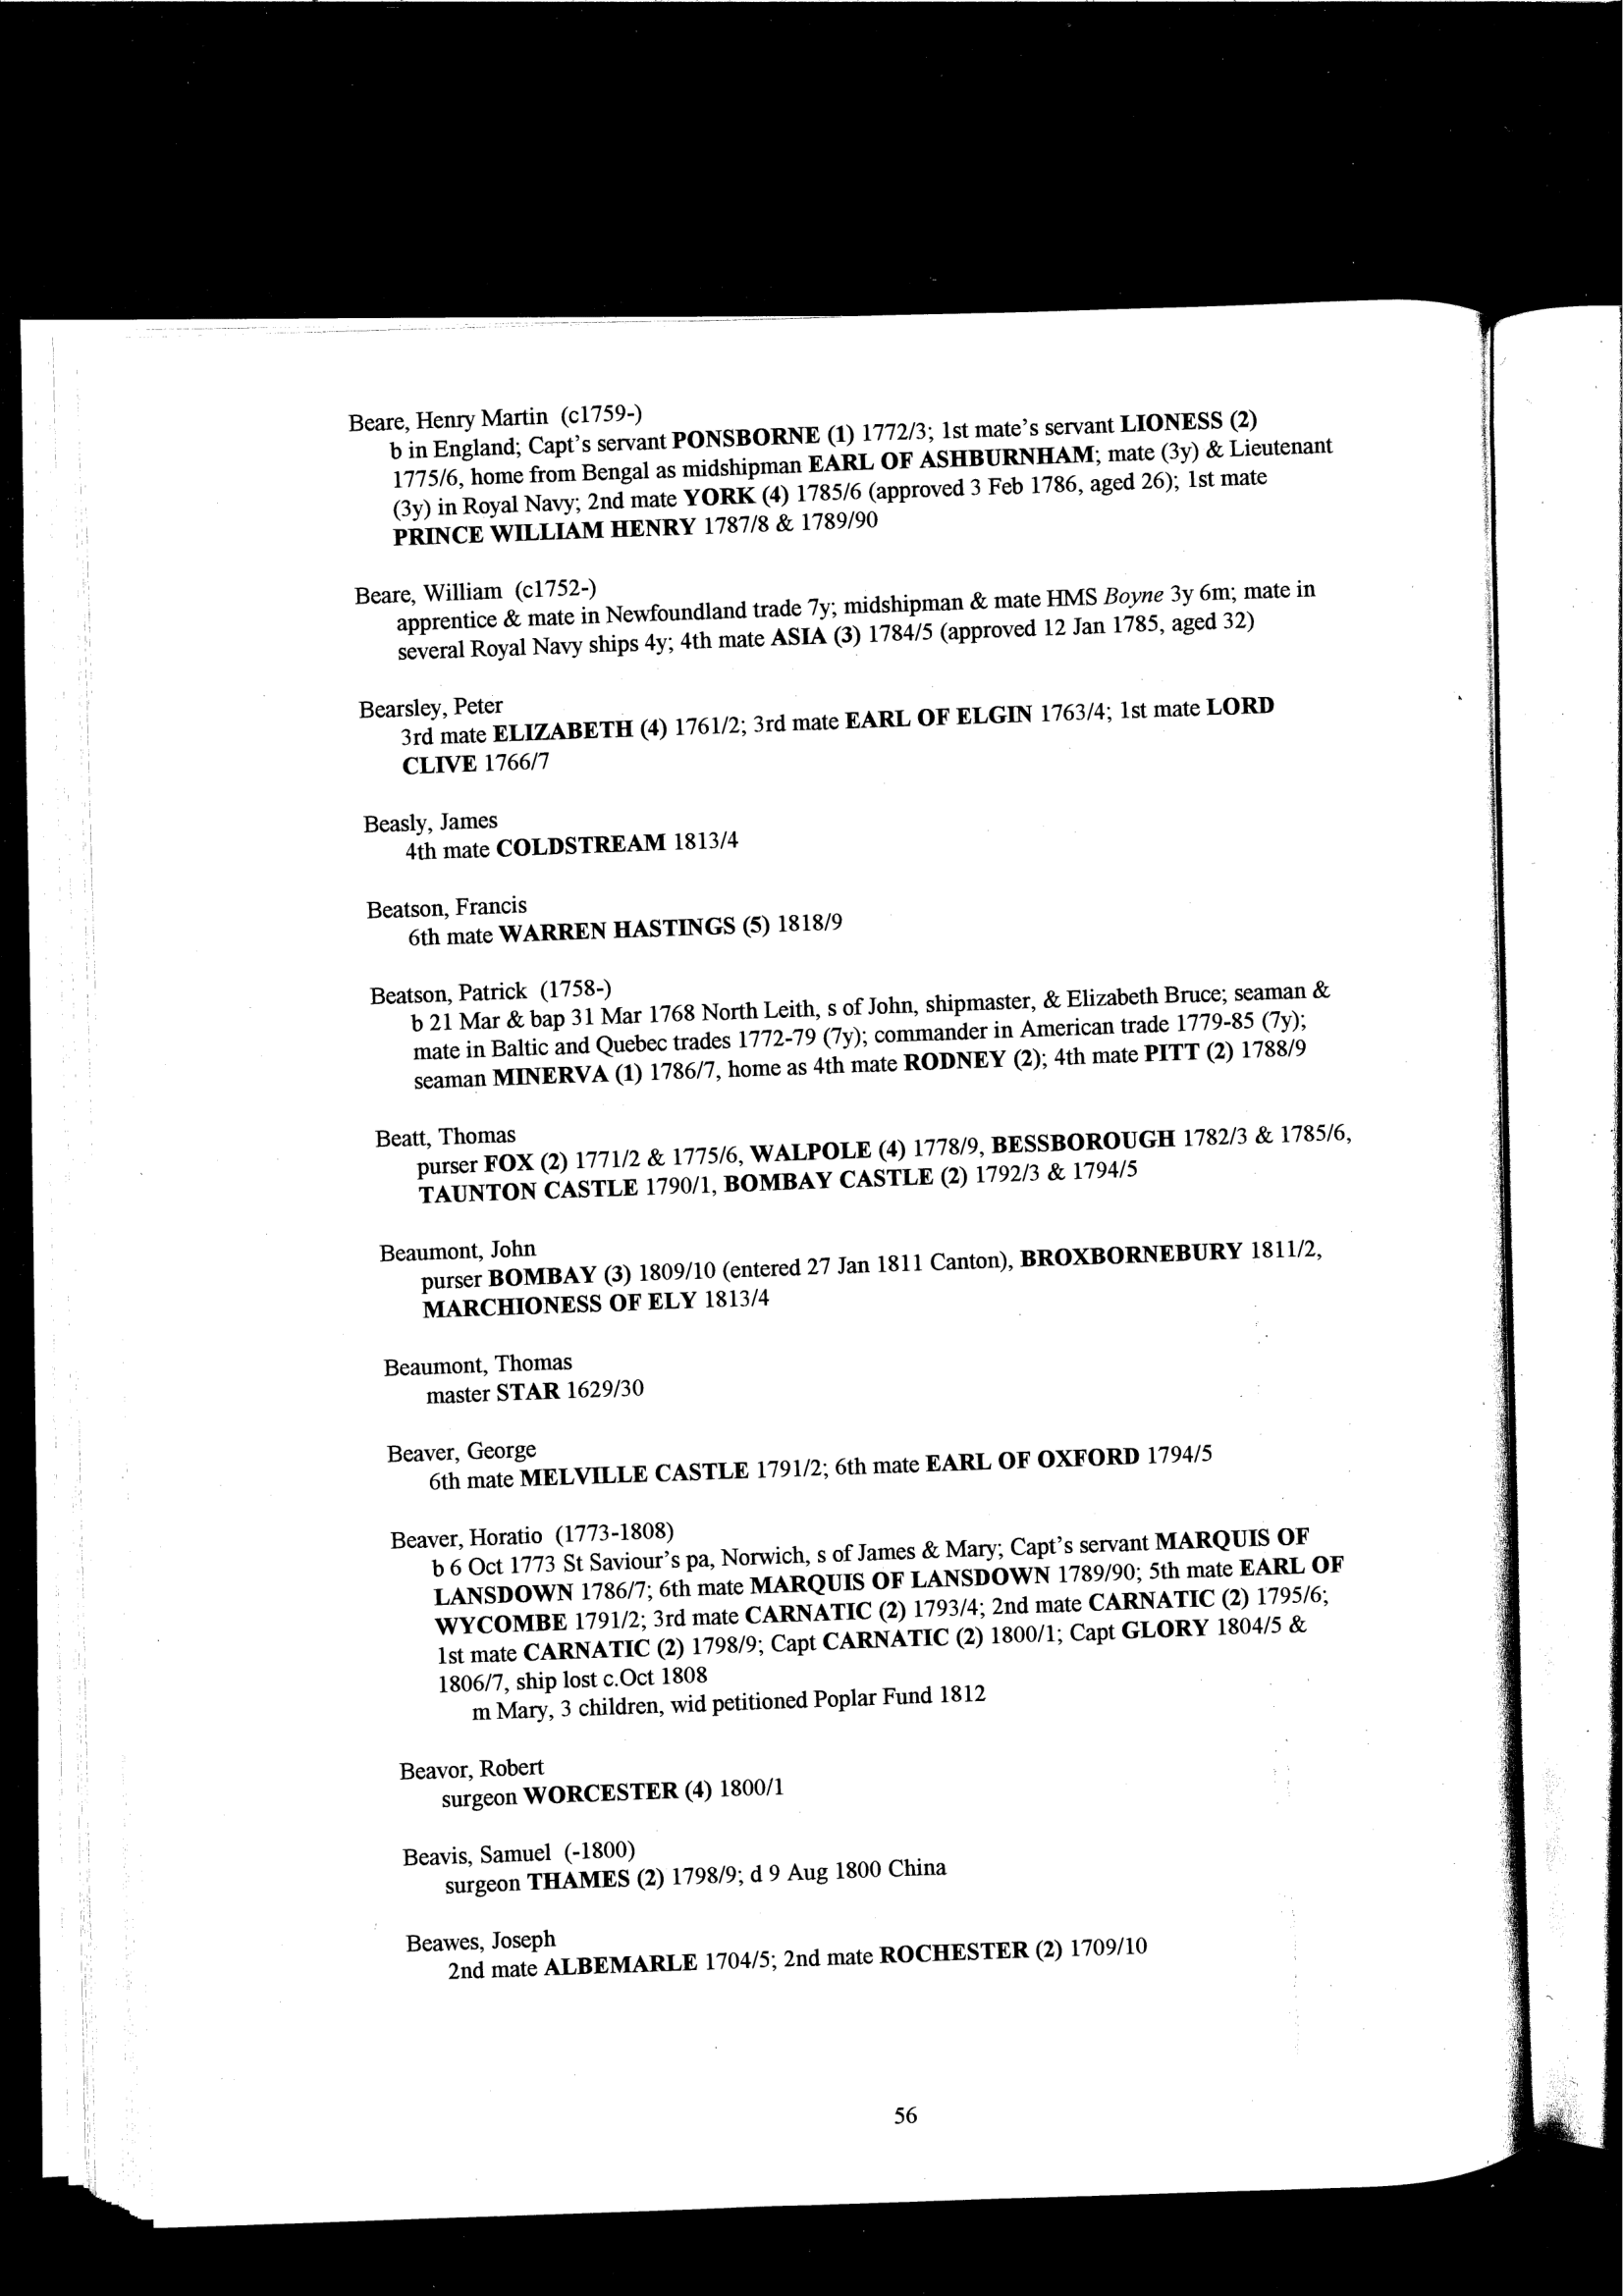 Beare, Henry Martin (c1759-)
b in England; Capt's servant PONSBORNE (1) 1772/3; 1st mate's servant LIONESS (2)
1775/6, home from Bengal as midshipman EARL OF ASHBURNHAM; mate (3y) & Lieutenant
(3y) in Royal Navy; 2nd mate YORK (4) 1785/6 (approved 3 Feb 1786, aged 26); 1st mate
PRINCE WILLIAM HENRY 1787/8 & 1789/90
Beare, William (c1752-)
apprentice & mate in Newfoundland trade 7y; midshipman & mate HMS Boyne 3y 6m; mate in
several Royal Navy ships 4y; 4th mate ASIA (3) 1784/5 (approved 12 Jan 1785, aged 32)
Bearsley, Peter
3rd mate ELIZABETH (4) 1761/2; 3rd mate EARL OF ELGIN 1763/4; 1st mate LORD
CLIVE 1766/7
Beasly, James
4th mate COLDSTREAM 1813/4
Beatson, Francis
6th mate WARREN HASTINGS (5) 1818/9
Beatson, Patrick (1758-)
b 21 Mar & bap 31 Mar 1768 North Leith, s of John, shipmaster, & Elizabeth Bruce; seaman &
mate in Baltic and Quebec trades 1772-79 (7y); commander in American trade 1779-85 (7y);
seaman MINERVA (1) 1786/7, home as 4th mate RODNEY (2); 4th mate PITT (2) 1788/9
Beatt, Thomas
purser FOX (2) 1771/2 & 1775/6, WALPOLE (4) 1778/9, BESSBOROUGH 1782/3 & 1785/6,
TAUNTON CASTLE 1790/1, BOMBAY CASTLE (2) 1792/3 & 1794/5
Beaumont, John
purser BOMBAY (3) 1809/10 (entered 27 Jan 1811 Canton), BROXBORNEBURY 1811/2,
MARCHIONESS OF ELY 1813/4
Beaumont, Thomas
master STAR 1629/30
Beaver, George
6th mate MELVILLE CASTLE 1791/2; 6th mate EARL OF OXFORD 1794/5
Beaver, Horatio (1773-1808)
b 6 Oct 1773 St Saviour's pa, Norwich, s of James & Mary; Capt's servant MARQUIS OF
LANSDOWN 1786/7; 6th mate MARQUIS OF LANSDOWN 1789/90; 5th mate EARL OF
WYCOMBE 1791/2; 3rd mate CARNATIC (2) 1793/4; 2nd mate CARNATIC (2) 1795/6;
1st mate CARNATIC (2) 1798/9; Capt CARNATIC (2) 1800/1; Capt GLORY 1804/5 &
1806/7, ship lost c.Oct 1808
m Mary, 3 children, wid petitioned Poplar Fund 1812
Beavor, Robert
surgeon WORCESTER (4) 1800/1
Beavis, Samuel (-1800)
surgeon THAMES (2) 1798/9; d 9 Aug 1800 China
Beawes, Joseph
2nd mate ALBEMARLE 1704/5; 2nd mate ROCHESTER (2) 1709/10
56